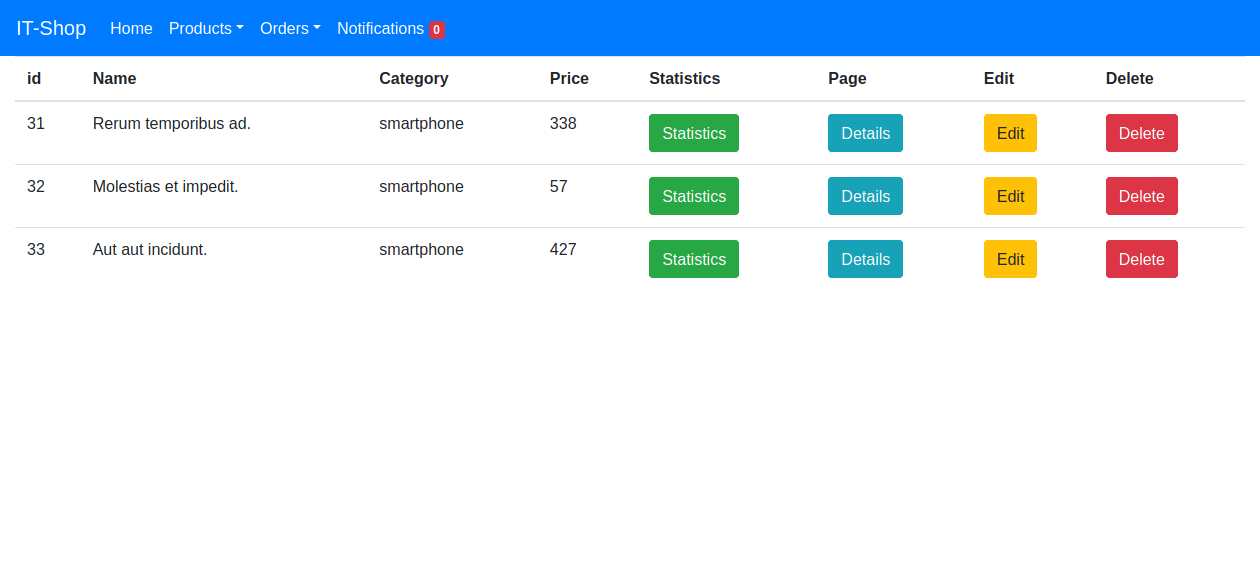 IT-Shop Home Products Orders Notifications 0
id Name Category Price Statistics Page Edit Delete
31 Rerum temporibus ad. smartphone 338 Statistics Details Edit Delete
32 Molestias et impedit. smartphone 57 Statistics Details Edit Delete
33 Aut aut incidunt. smartphone 427 Statistics Details Edit Delete